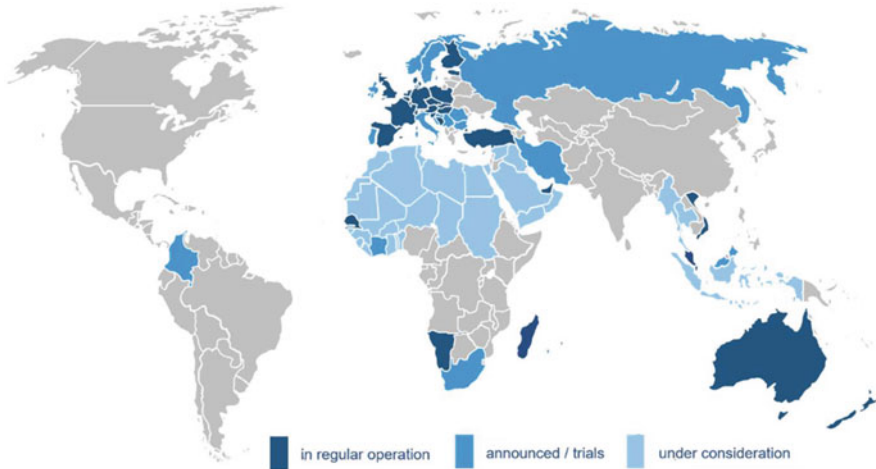 in regular operation
announced / trials
under consideration